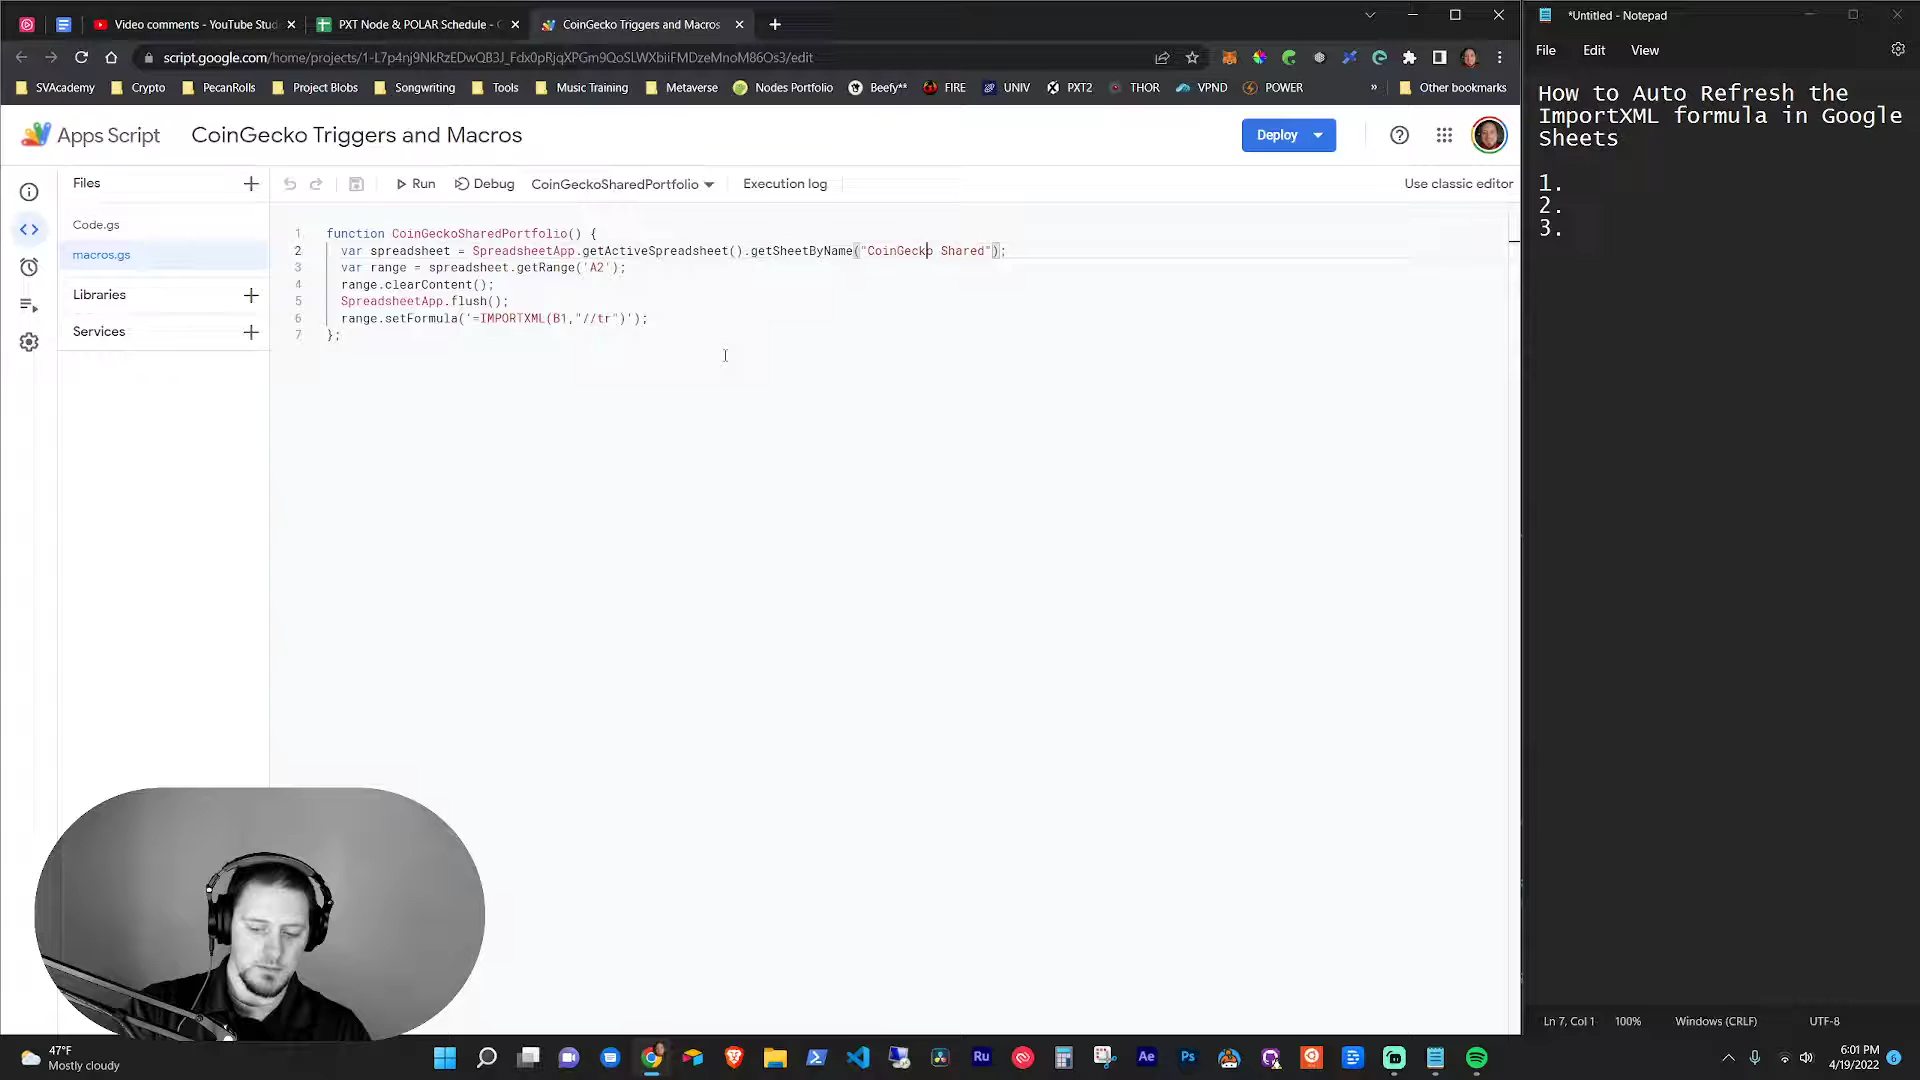 Video comments - YouTube Stud
PXT Node & POLAR Schedule - G
CoinGecko Triggers and Macros
script.google.com/home/projects/1-L7p4nj9NkRzEDwQB3J_Fdx0pRjqXPGm9QoSLWXbiiFMDzeMnoM86Os3/edit
SVAcademy
Crypto
PecanRolls
Project Blobs
Songwriting
Tools
Music Training
Metaverse
Nodes Portfolio
Beefy**
FIRE
UNIV
PXT2
THOR
VPND
POWER
»
Other bookmarks
Apps Script
CoinGecko Triggers and Macros
Deploy
Files
Run
Debug
CoinGeckoSharedPortfolio
Execution log
Use classic editor
Code.gs
macros.gs
Libraries
Services
1 function CoinGeckoSharedPortfolio() {
2 var spreadsheet = SpreadsheetApp.getActiveSpreadsheet().getSheetByName("CoinGecko Shared");
3 var range = spreadsheet.getRange('A2');
4 range.clearContent();
5 SpreadsheetApp.flush();
6 range.setFormula('=IMPORTXML(B1,"//tr")');
7 };
*Untitled - Notepad
File Edit View
How to Auto Refresh the
ImportXML formula in Google
Sheets
1.
2.
3.
Ln 7, Col 1
100%
Windows (CRLF)
UTF-8
47°F
Mostly cloudy
Ru
Ae
Ps
6:01 PM
4/19/2022
6